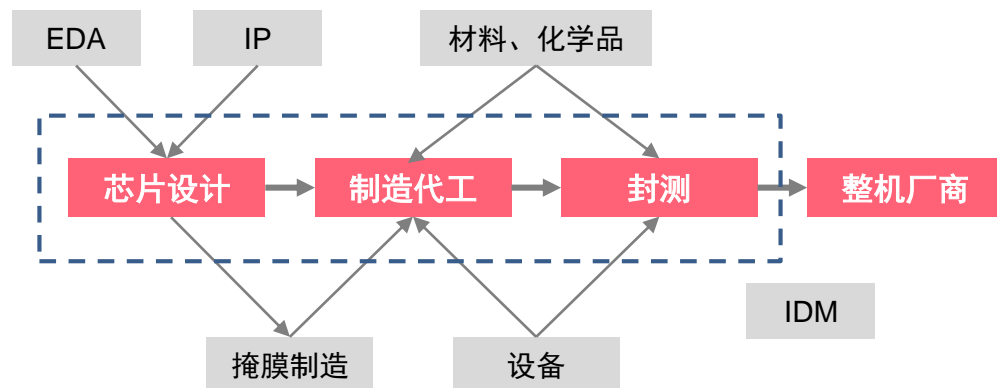 EDA
IP
材料、化学品
芯片设计
制造代工
封测
整机厂商
IDM
掩膜制造
设备